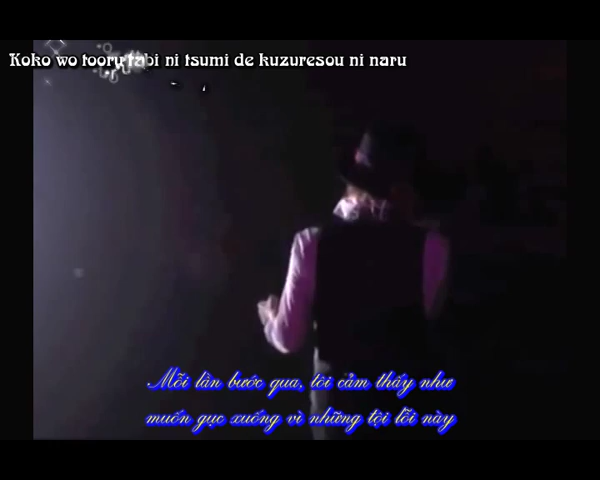 Koko wo tooru tabi ni tsumi de kuzuresou ni naru
Mỗi lần bước qua, tôi cảm thấy như
muốn gục xuống vì những tội lỗi này